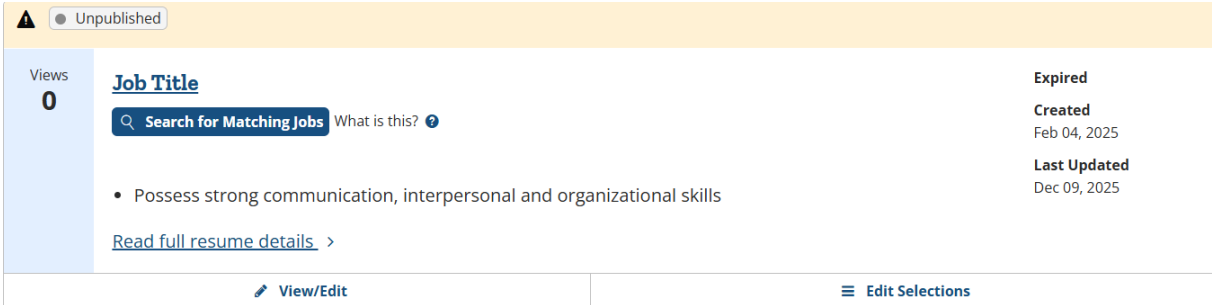 Unpublished
Views
0
Job Title
Search for Matching Jobs What is this?
• Possess strong communication, interpersonal and organizational skills
Read full resume details >
Expired
Created
Feb 04, 2025
Last Updated
Dec 09, 2025
View/Edit
Edit Selections